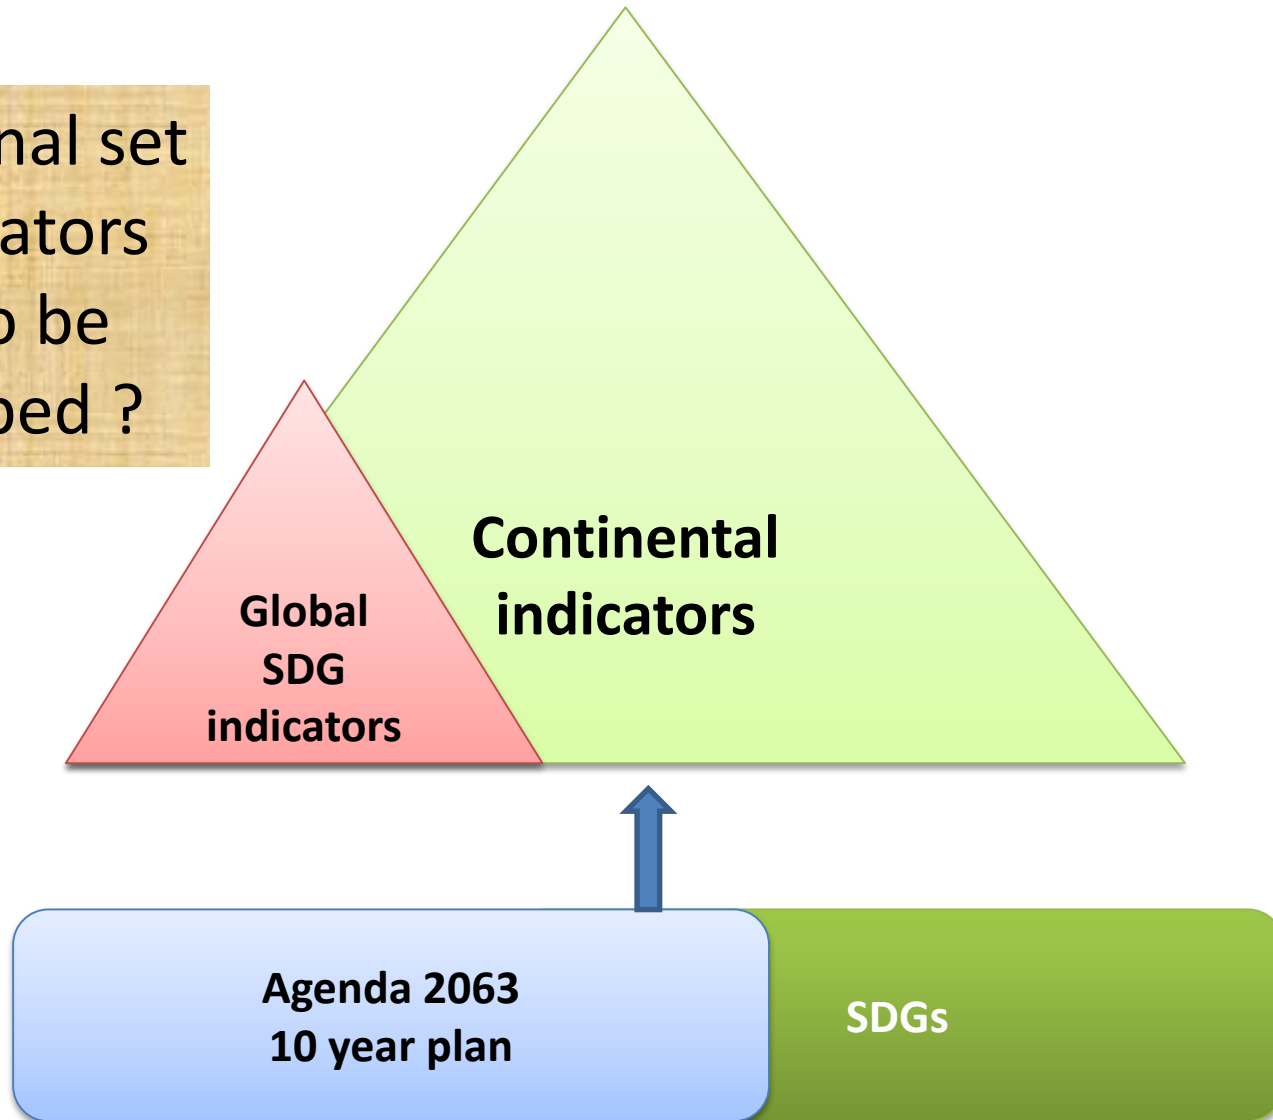 nal set
ators
o be
ped ?
Continental
indicators
Global
SDG
indicators
Agenda 2063
10 year plan
SDGs